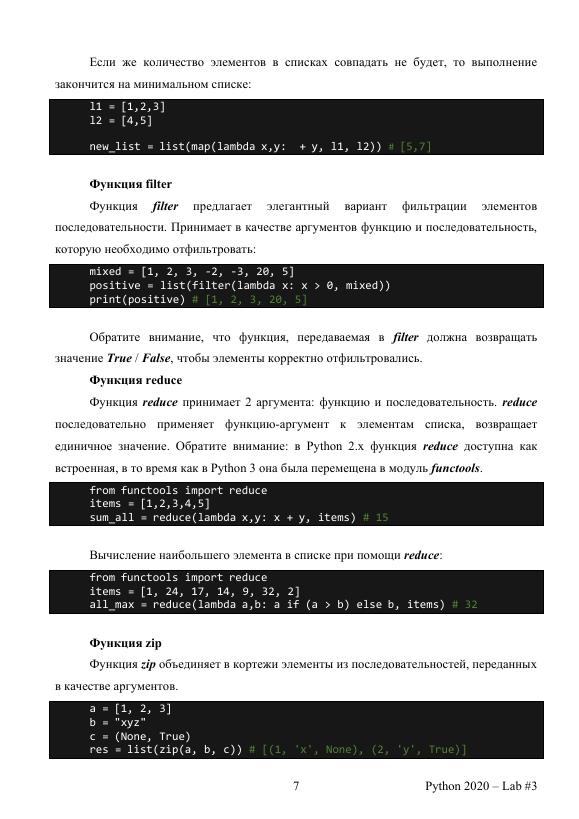 Если же количество элементов в списках совпадать не будет, то выполнение
закончится на минимальном списке:
l1 = [1,2,3]
l2 = [4,5]
new_list = list(map(lambda x,y:  + y, l1, l2)) # [5,7]
Функция filter
Функция filter предлагает элегантный вариант фильтрации элементов
последовательности. Принимает в качестве аргументов функцию и последовательность,
которую необходимо отфильтровать:
mixed = [1, 2, 3, -2, -3, 20, 5]
positive = list(filter(lambda x: x > 0, mixed))
print(positive) # [1, 2, 3, 20, 5]
Обратите внимание, что функция, передаваемая в filter должна возвращать
значение True / False, чтобы элементы корректно отфильтровались.
Функция reduce
Функция reduce принимает 2 аргумента: функцию и последовательность. reduce
последовательно применяет функцию-аргумент к элементам списка, возвращает
единичное значение. Обратите внимание: в Python 2.x функция reduce доступна как
встроенная, в то время как в Python 3 она была перемещена в модуль functools.
from functools import reduce
items = [1,2,3,4,5]
sum_all = reduce(lambda x,y: x + y, items) # 15
Вычисление наибольшего элемента в списке при помощи reduce:
from functools import reduce
items = [1, 24, 17, 14, 9, 32, 2]
all_max = reduce(lambda a,b: a if (a > b) else b, items) # 32
Функция zip
Функция zip объединяет в кортежи элементы из последовательностей, переданных
в качестве аргументов.
a = [1, 2, 3]
b = "xyz"
c = (None, True)
res = list(zip(a, b, c)) # [(1, 'x', None), (2, 'y', True)]
7 Python 2020 – Lab #3